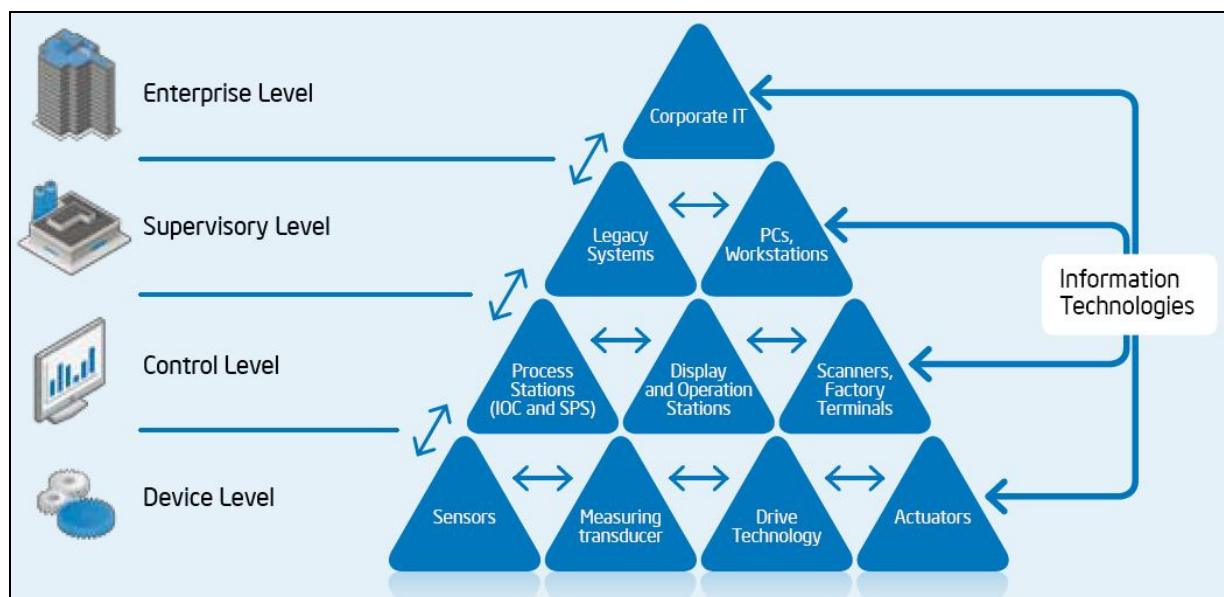 Enterprise Level
Corporate IT
Supervisory Level
Legacy
Systems
PCs,
Workstations
Information
Technologies
Control Level
Process
Stations
(IOC and SPS)
Display
and Operation
Stations
Scanners,
Factory
Terminals
Device Level
Sensors
Measuring
transducer
Drive
Technology
Actuators